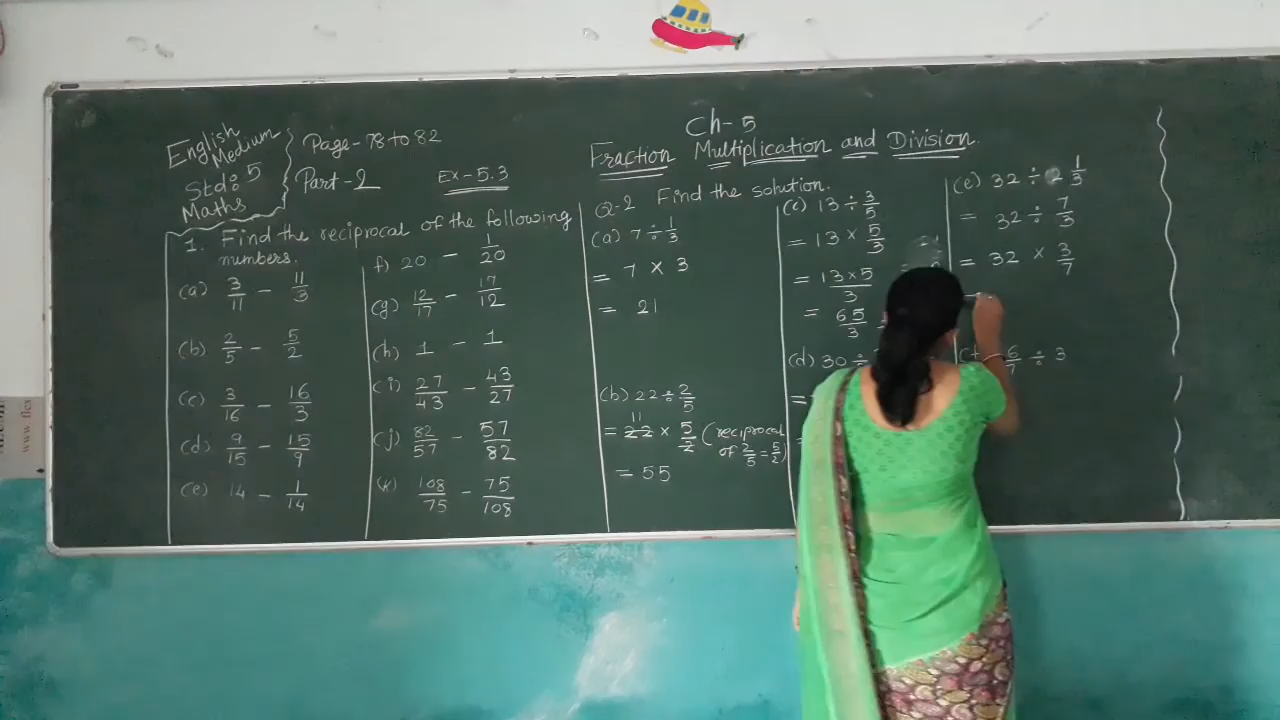 English
Medium
Std: 5
Maths
Page-78 to 82
Part-2
Ex-5.3
Ch-5
Fraction Multiplication and Division
1. Find the reciprocal of the following
numbers.
(a) 3/11 - 11/3
(b) 2/5 - 5/2
(c) 3/16 - 16/3
(d) 9/15 - 15/9
(e) 14 - 1/14
f) 20 - 1/20
(g) 12/17 - 17/12
(h) 1 - 1
(i) 27/43 - 43/27
(j) 82/57 - 57/82
(k) 108/75 - 75/108
Q-2 Find the solution.
(a) 7 ÷ 1/3
= 7 × 3
= 21
(b) 22 ÷ 2/5
11
= 22 × 5/2 (reciprocal
of 2/5 = 5/2)
= 55
(c) 13 ÷ 3/5
= 13 × 5/3
= 13×5/3
= 65/3
(d) 30 ÷
=
(e) 32 ÷ 2 1/3
= 32 ÷ 7/3
= 32 × 3/7
6/7 ÷ 3